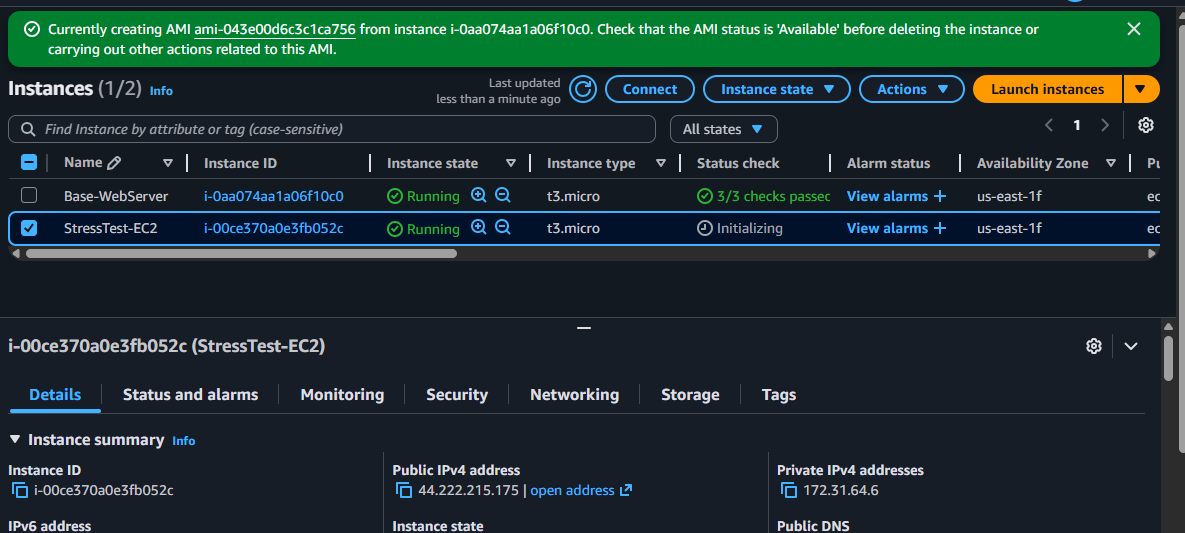 Currently creating AMI ami-043e00d6c3c1ca756 from instance i-0aa074aa1a06f10c0. Check that the AMI status is 'Available' before deleting the instance or
carrying out other actions related to this AMI.
Instances (1/2) Info
Last updated
less than a minute ago
Connect
Instance state
Actions
Launch instances
Find Instance by attribute or tag (case-sensitive)
All states
1
Name Instance ID Instance state Instance type Status check Alarm status Availability Zone Pu
Base-WebServer i-0aa074aa1a06f10c0 Running t3.micro 3/3 checks passed View alarms + us-east-1f ec
StressTest-EC2 i-00ce370a0e3fb052c Running t3.micro Initializing View alarms + us-east-1f ec
i-00ce370a0e3fb052c (StressTest-EC2)
Details Status and alarms Monitoring Security Networking Storage Tags
Instance summary Info
Instance ID Public IPv4 address Private IPv4 addresses
i-00ce370a0e3fb052c 44.222.215.175 | open address 172.31.64.6
IPv6 address Instance state Public DNS